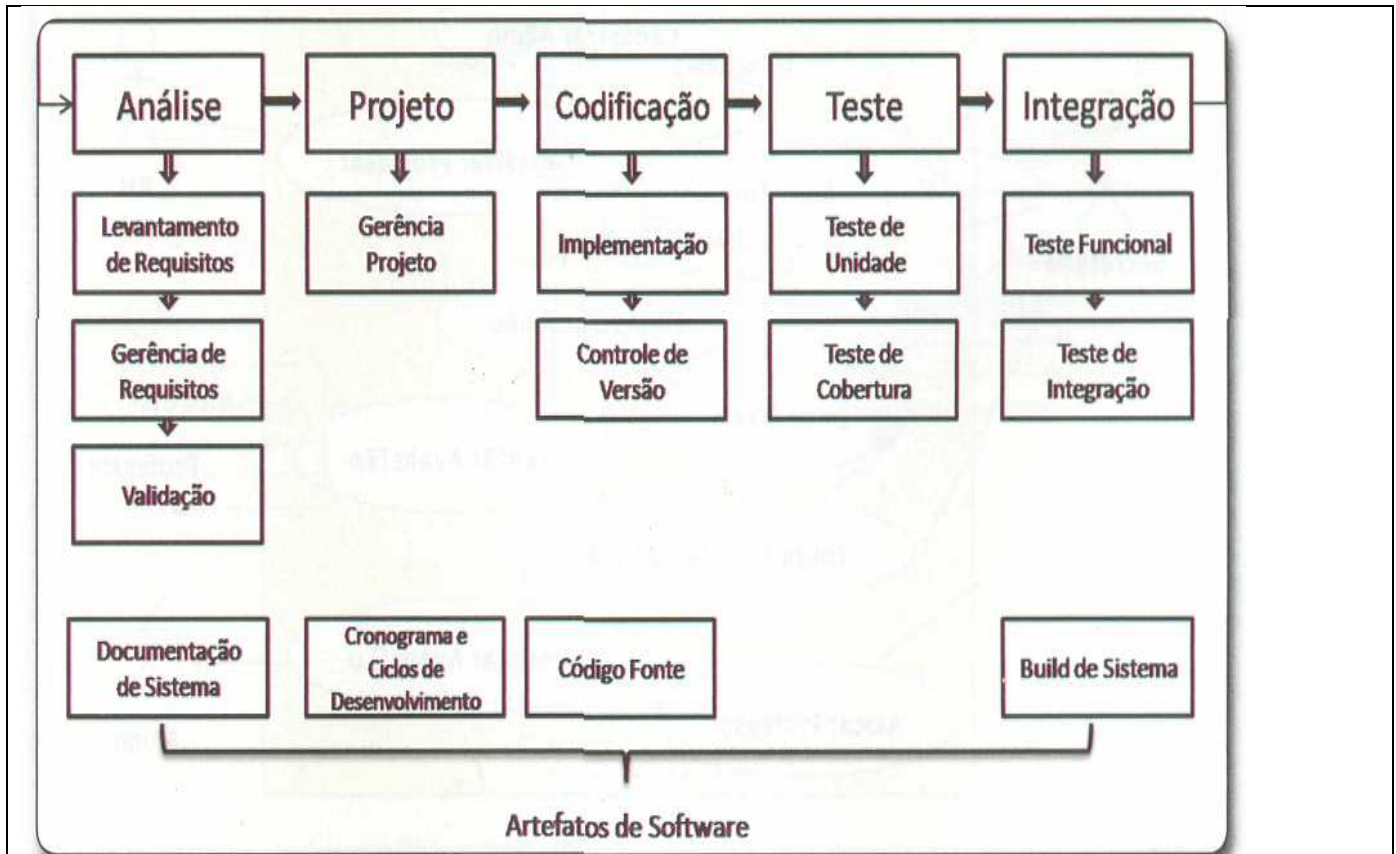 Análise
Projeto
Codificação
Teste
Integração
Levantamento
de Requisitos
Gerência
Projeto
Implementação
Teste de
Unidade
Teste Funcional
Gerência de
Requisitos
Controle de
Versão
Teste de
Cobertura
Teste de
Integração
Validação
Documentação
de Sistema
Cronograma e
Ciclos de
Desenvolvimento
Código Fonte
Build de Sistema
Artefatos de Software